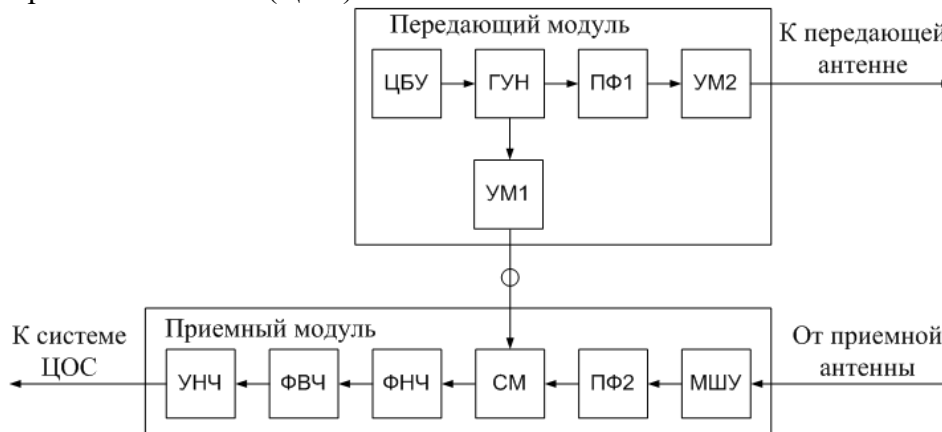 Передающий модуль
К передающей
антенне
ЦБУ
ГУН
ПФ1
УМ2
УМ1
К системе
ЦОС
Приемный модуль
От приемной
антенны
УНЧ
ФВЧ
ФНЧ
СМ
ПФ2
МШУ